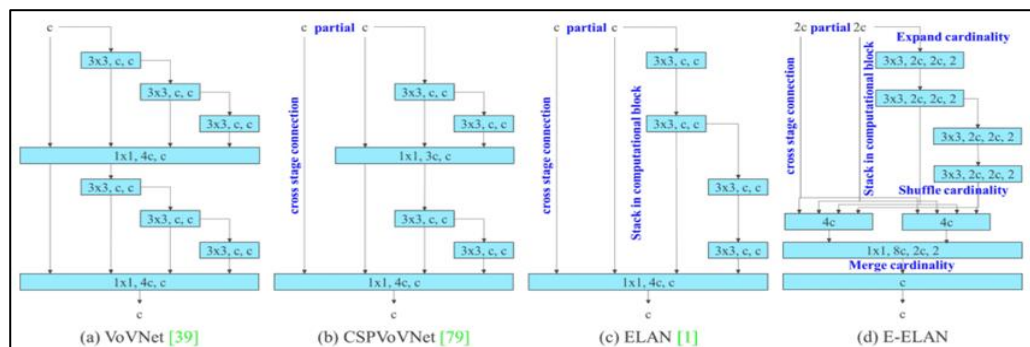 c
3x3, c, c
3x3, c, c
3x3, c, c
1x1, 4c, c
3x3, c, c
3x3, c, c
3x3, c, c
1x1, 4c, c
c
(a) VoVNet [39]
c partial c
cross stage connection
3x3, c, c
3x3, c, c
3x3, c, c
1x1, 3c, c
3x3, c, c
3x3, c, c
3x3, c, c
1x1, 4c, c
c
(b) CSPVoVNet [79]
c partial c
cross stage connection
Stack in computational block
3x3, c, c
3x3, c, c
3x3, c, c
3x3, c, c
1x1, 4c, c
c
(c) ELAN [1]
2c partial 2c
Expand cardinality
cross stage connection
Stack in computational block
3x3, 2c, 2c, 2
3x3, 2c, 2c, 2
3x3, 2c, 2c, 2
3x3, 2c, 2c, 2
Shuffle cardinality
4c
4c
1x1, 8c, 2c, 2
Merge cardinality
c
c
(d) E-ELAN